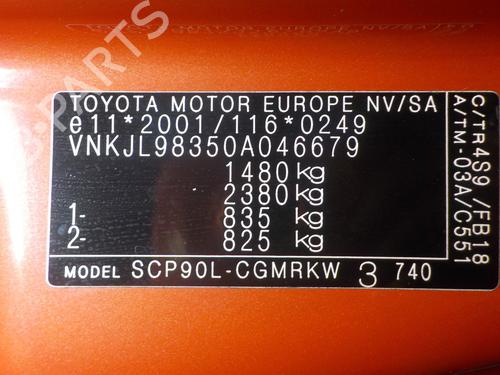 TOYOTA MOTOR EUROPE NV/SA
e11*2001/116*0249
VNKJL98350A046679
1480 kg
2380 kg
1- 835 kg
2- 825 kg
MODEL SCP90L-CGMRKW 3 740
C/TR4S9 /FB18
A/TM-03A/C551